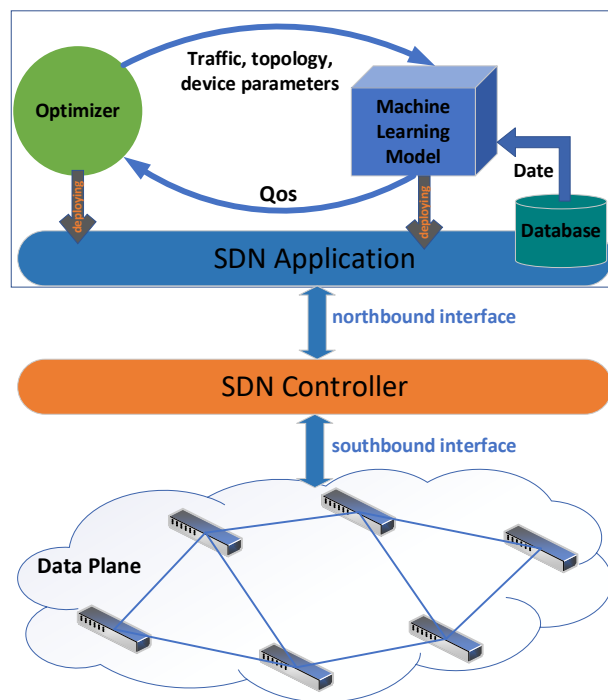 Traffic, topology,
device parameters
Optimizer
Machine
Learning
Model
Date
Qos
deploying
deploying
Database
SDN Application
northbound interface
SDN Controller
southbound interface
Data Plane